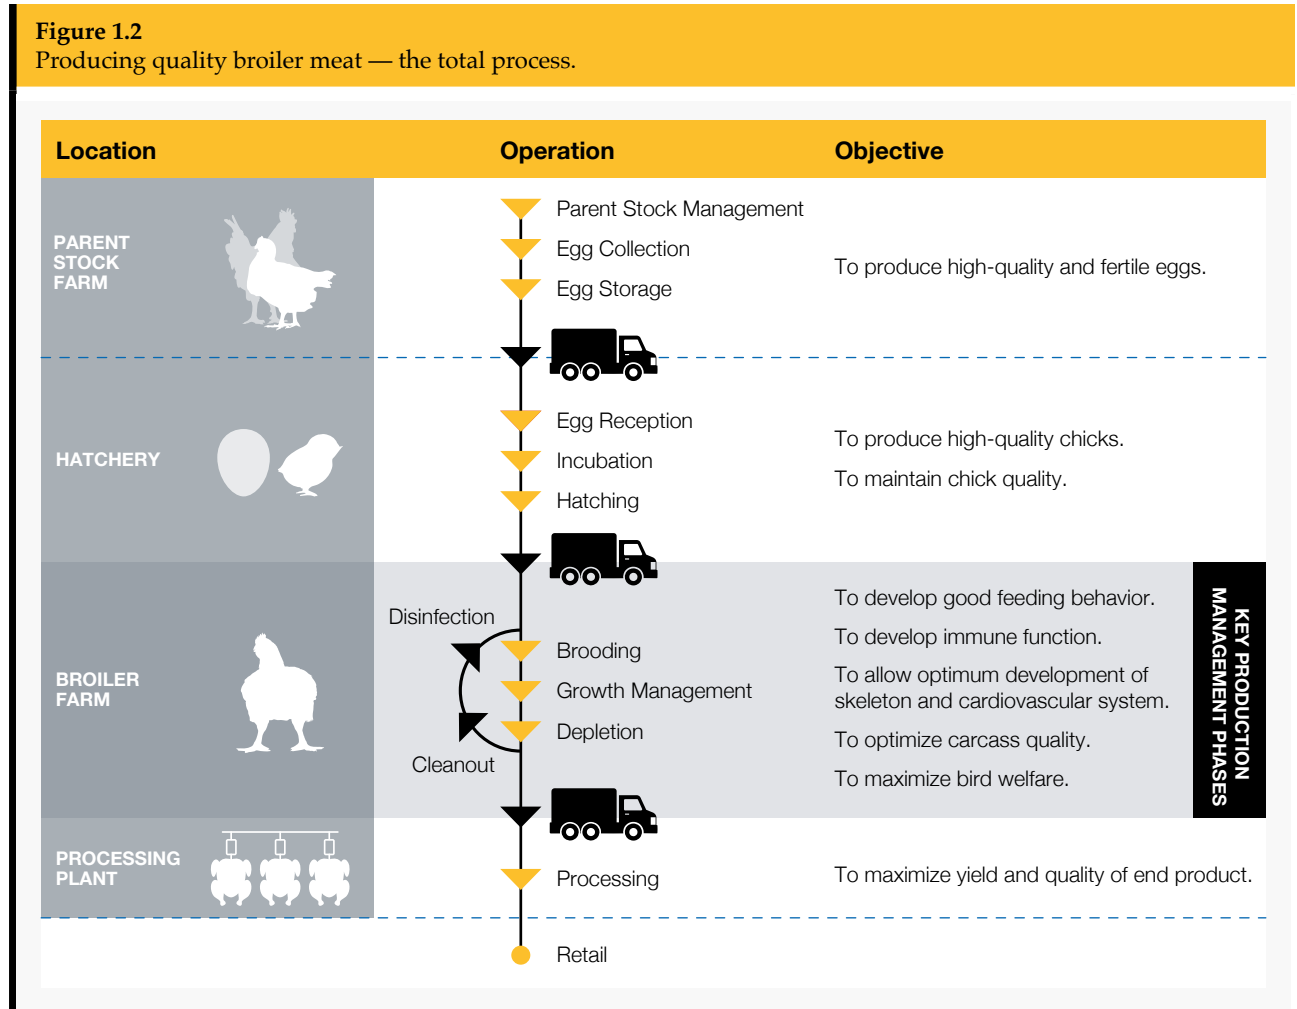 Figure 1.2
Producing quality broiler meat — the total process.
Location
Operation
Objective
PARENT
STOCK
FARM
Parent Stock Management
Egg Collection
Egg Storage
To produce high-quality and fertile eggs.
HATCHERY
Egg Reception
Incubation
Hatching
To produce high-quality chicks.
To maintain chick quality.
BROILER
FARM
Disinfection
Cleanout
Brooding
Growth Management
Depletion
To develop good feeding behavior.
To develop immune function.
To allow optimum development of
skeleton and cardiovascular system.
To optimize carcass quality.
To maximize bird welfare.
KEY PRODUCTION
MANAGEMENT PHASES
PROCESSING
PLANT
Processing
To maximize yield and quality of end product.
Retail